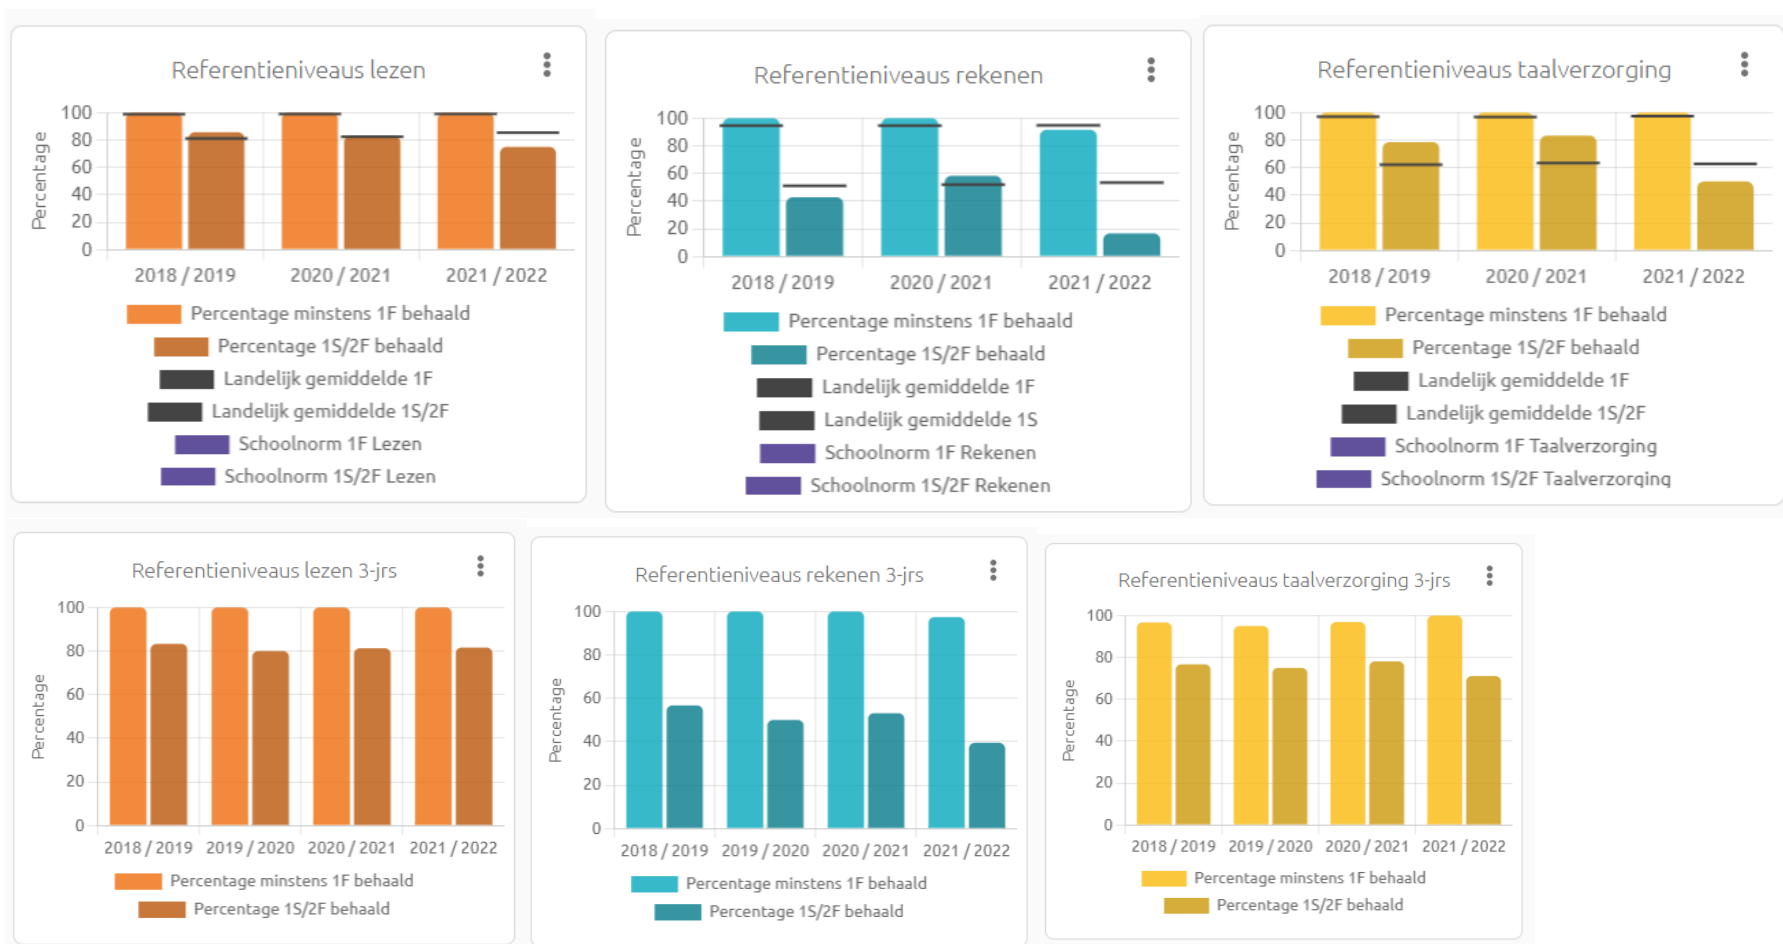 Referentieniveaus lezen
Percentage
100
80
60
40
20
0
2018 / 2019
2020 / 2021
2021 / 2022
Percentage minstens 1F behaald
Percentage 1S/2F behaald
Landelijk gemiddelde 1F
Landelijk gemiddelde 1S/2F
Schoolnorm 1F Lezen
Schoolnorm 1S/2F Lezen
Referentieniveaus rekenen
Percentage
100
80
60
40
20
0
2018 / 2019
2020 / 2021
2021 / 2022
Percentage minstens 1F behaald
Percentage 1S/2F behaald
Landelijk gemiddelde 1F
Landelijk gemiddelde 1S
Schoolnorm 1F Rekenen
Schoolnorm 1S/2F Rekenen
Referentieniveaus taalverzorging
Percentage
100
80
60
40
20
0
2018 / 2019
2020 / 2021
2021 / 2022
Percentage minstens 1F behaald
Percentage 1S/2F behaald
Landelijk gemiddelde 1F
Landelijk gemiddelde 1S/2F
Schoolnorm 1F Taalverzorging
Schoolnorm 1S/2F Taalverzorging
Referentieniveaus lezen 3-jrs
Percentage
100
80
60
40
20
0
2018 / 2019
2019 / 2020
2020 / 2021
2021 / 2022
Percentage minstens 1F behaald
Percentage 1S/2F behaald
Referentieniveaus rekenen 3-jrs
Percentage
100
80
60
40
20
0
2018 / 2019
2019 / 2020
2020 / 2021
2021 / 2022
Percentage minstens 1F behaald
Percentage 1S/2F behaald
Referentieniveaus taalverzorging 3-jrs
Percentage
100
80
60
40
20
0
2018 / 2019
2019 / 2020
2020 / 2021
2021 / 2022
Percentage minstens 1F behaald
Percentage 1S/2F behaald